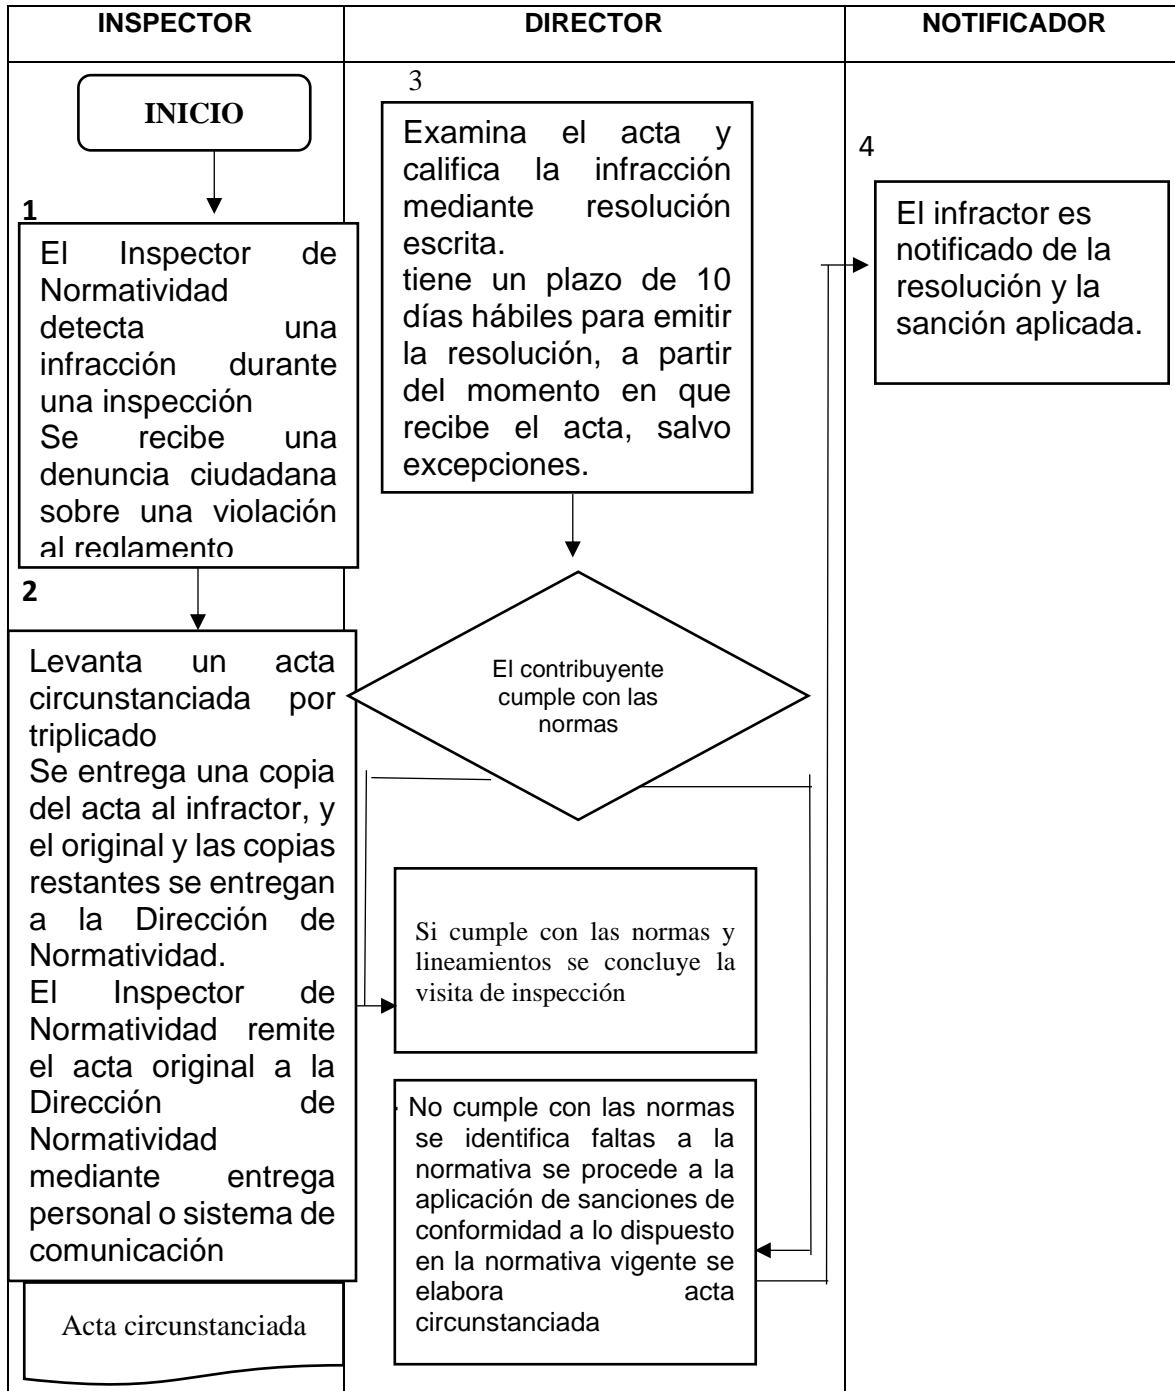 INSPECTOR
DIRECTOR
NOTIFICADOR
INICIO
1
El Inspector de
Normatividad
detecta una
infracción durante
una inspección
Se recibe una
denuncia ciudadana
sobre una violación
al reglamento
2
Levanta un acta
circunstanciada por
triplicado
Se entrega una copia
del acta al infractor, y
el original y las copias
restantes se entregan
a la Dirección de
Normatividad.
El Inspector de
Normatividad remite
el acta original a la
Dirección de
Normatividad
mediante entrega
personal o sistema de
comunicación
Acta circunstanciada
3
Examina el acta y
califica la infracción
mediante resolución
escrita.
tiene un plazo de 10
días hábiles para emitir
la resolución, a partir
del momento en que
recibe el acta, salvo
excepciones.
El contribuyente
cumple con las
normas
Si cumple con las normas y
lineamientos se concluye la
visita de inspección
· No cumple con las normas
se identifica faltas a la
normativa se procede a la
aplicación de sanciones de
conformidad a lo dispuesto
en la normativa vigente se
elabora acta
circunstanciada
4
El infractor es
notificado de la
resolución y la
sanción aplicada.